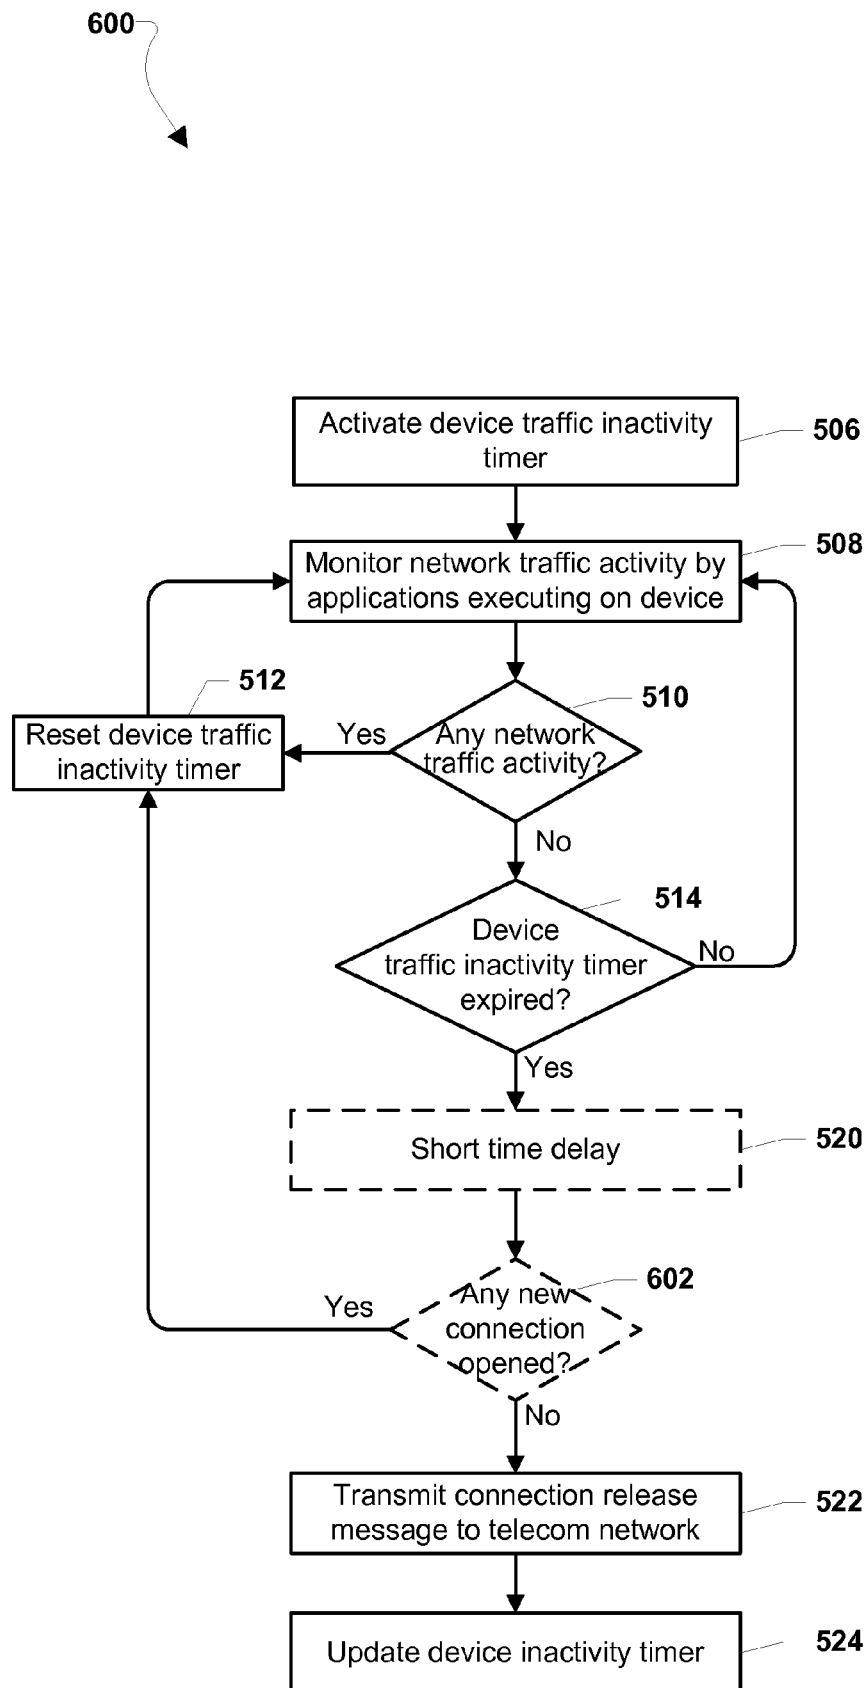 600
Activate device traffic inactivity
timer
506
Monitor network traffic activity by
applications executing on device
508
512
Reset device traffic
inactivity timer
Yes
510
Any network
traffic activity?
No
514
Device
traffic inactivity timer
expired?
No
Yes
Short time delay
520
602
Any new
connection
opened?
Yes
No
Transmit connection release
message to telecom network
522
Update device inactivity timer
524